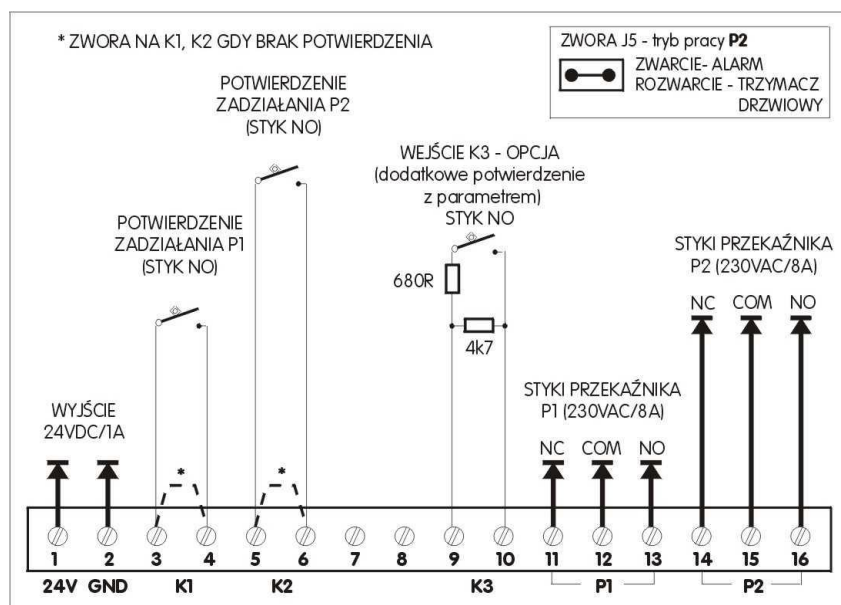 * ZWORA NA K1, K2 GDY BRAK POTWIERDZENIA
ZWORA J5 - tryb pracy P2
ZWARCIE- ALARM
ROZWARCIE - TRZYMACZ
DRZWIOWY
POTWIERDZENIE
ZADZIAŁANIA P2
(STYK NO)
WEJŚCIE K3 - OPCJA
(dodatkowe potwierdzenie
z parametrem)
STYK NO
POTWIERDZENIE
ZADZIAŁANIA P1
(STYK NO)
680R
4k7
STYKI PRZEKAŹNIKA
P2 (230VAC/8A)
NC COM NO
STYKI PRZEKAŹNIKA
P1 (230VAC/8A)
NC COM NO
WYJŚCIE
24VDC/1A
* *
1 2 3 4 5 6 7 8 9 10 11 12 13 14 15 16
24V GND K1 K2 K3 P1 P2